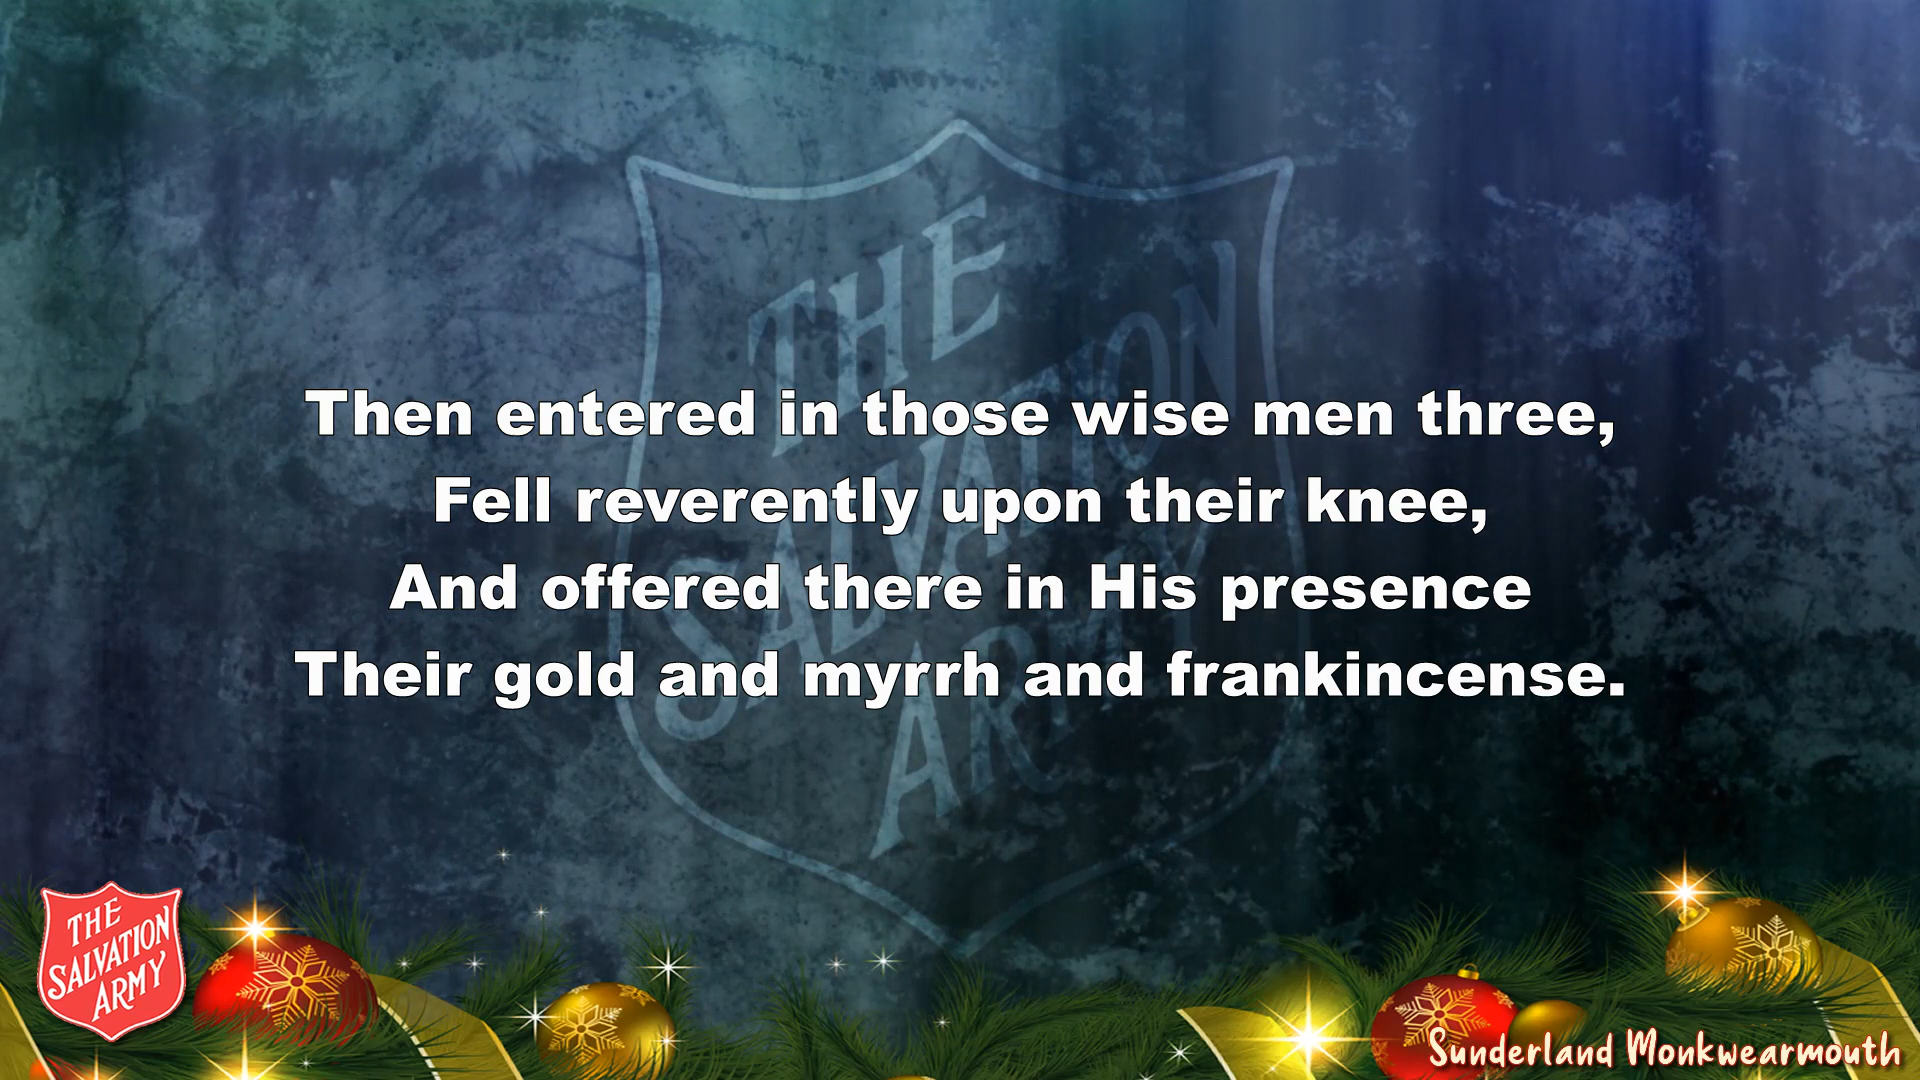 THE
SALVATION
ARMY
Then entered in those wise men three,
Fell reverently upon their knee,
And offered there in His presence
Their gold and myrrh and frankincense.
THE
SALVATION
ARMY
Sunderland Monkwearmouth